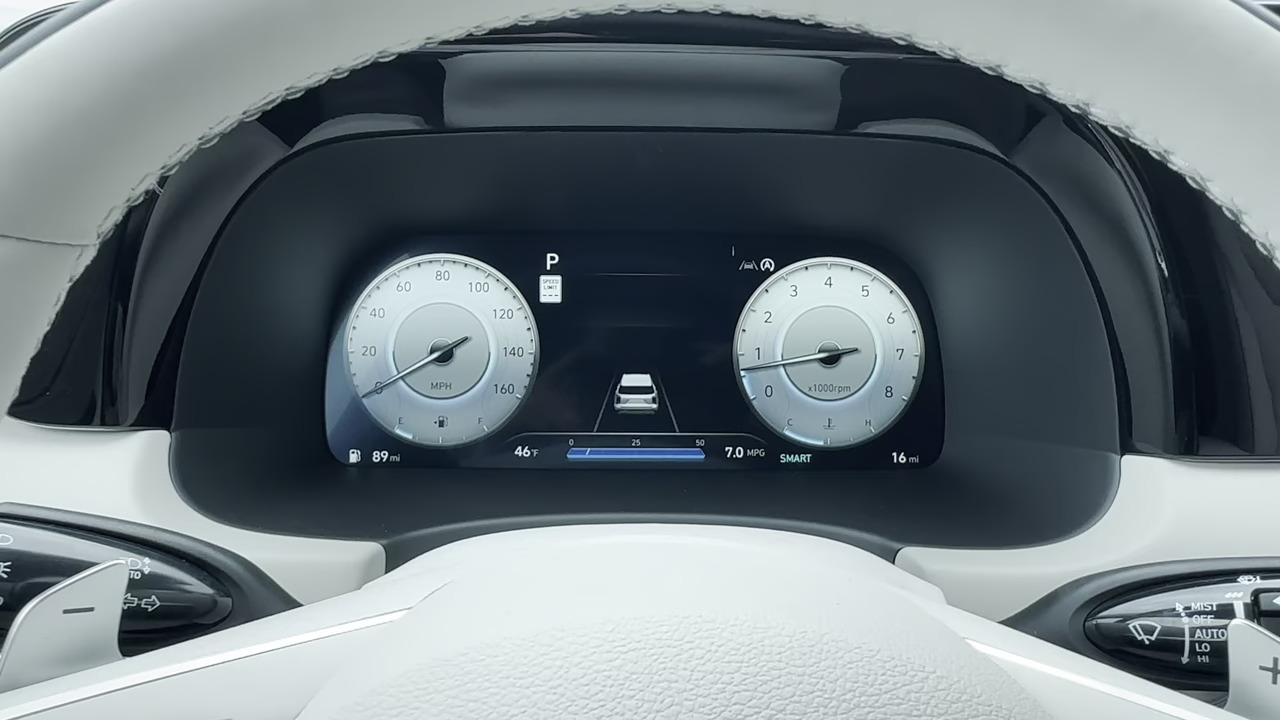 P
SPEED
LIMIT
0 20 40 60 80 100 120 140 160
MPH
E F
0 1 2 3 4 5 6 7 8
x1000rpm
C H
89 mi
46°F
0 25 50
7.0 MPG
SMART
16 mi
A
−
MIST
OFF
AUTO
LO
HI
+